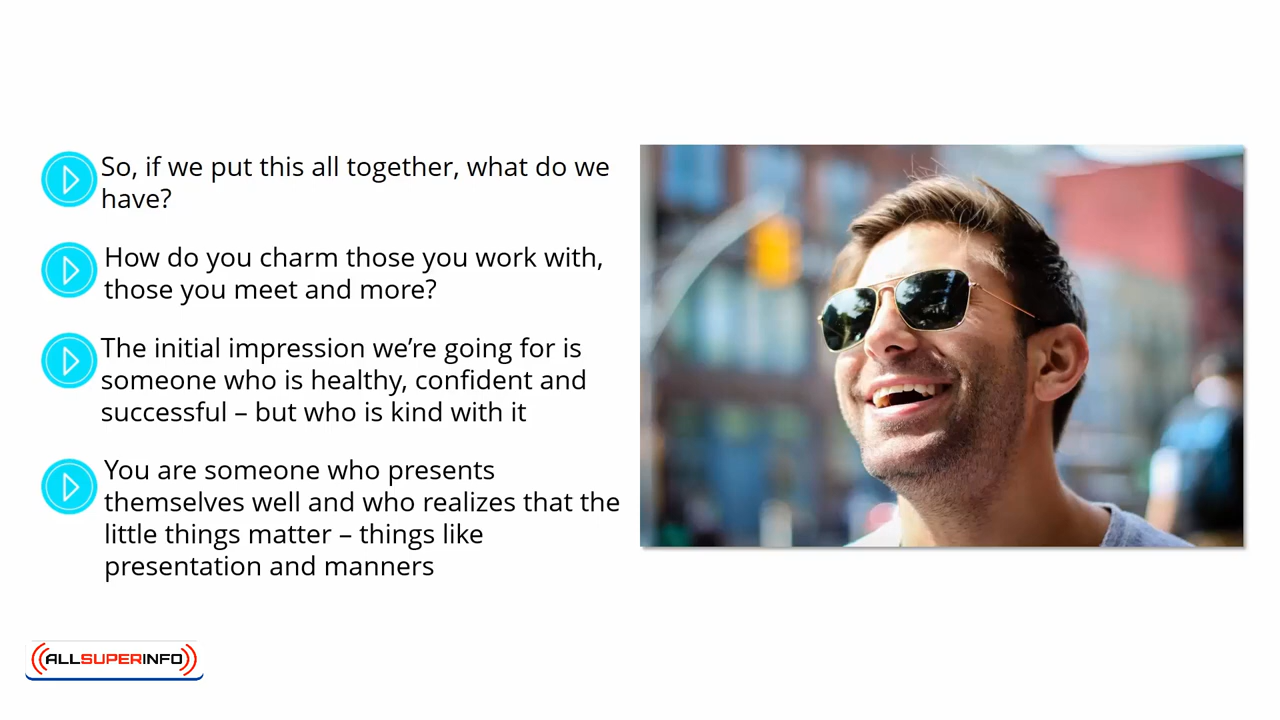 So, if we put this all together, what do we
have?
How do you charm those you work with,
those you meet and more?
The initial impression we’re going for is
someone who is healthy, confident and
successful – but who is kind with it
You are someone who presents
themselves well and who realizes that the
little things matter – things like
presentation and manners
ALLSUPERINFO